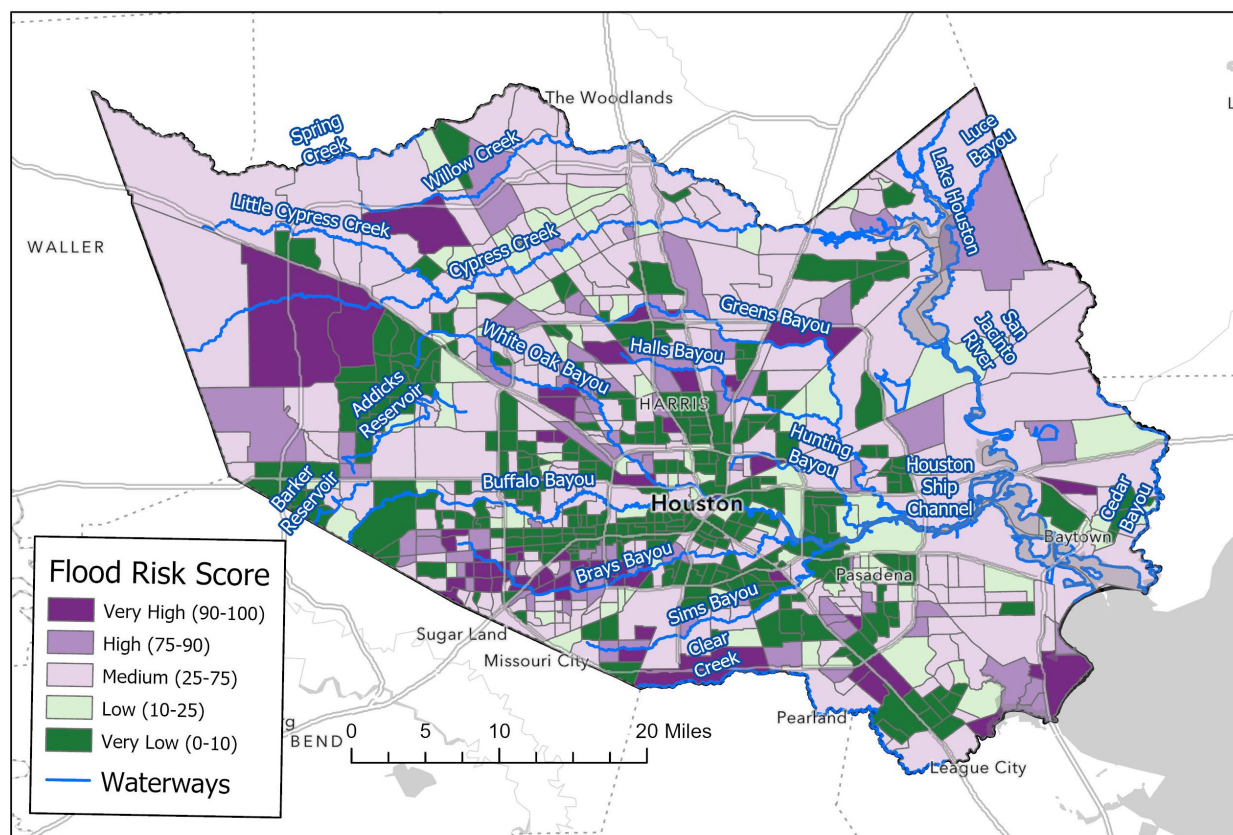 The Woodlands
L
Spring
Creek
Luce
Bayou
Willow Creek
Lake Houston
Little Cypress Creek
WALLER
Cypress Creek
Greens Bayou
San
Jacinto
River
White Oak Bayou
Halls Bayou
Addicks
Reservoir
HARRIS
Hunting
Bayou
Houston
Ship
Channel
Barker
Reservoir
Buffalo Bayou
Houston
Cedar
Bayou
Baytown
Brays Bayou
Pasadena
Sims Bayou
Sugar Land
Clear
Creek
Missouri City
Pearland
League City
g
BEND
Flood Risk Score
Very High (90-100)
High (75-90)
Medium (25-75)
Low (10-25)
Very Low (0-10)
Waterways
0 5 10 20 Miles